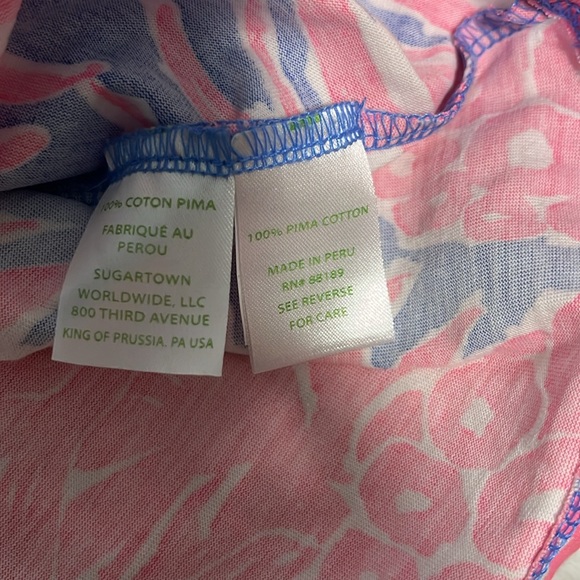 100% COTON PIMA
FABRIQUÉ AU
PEROU
SUGARTOWN
WORLDWIDE, LLC
800 THIRD AVENUE
KING OF PRUSSIA, PA USA
100% PIMA COTTON
MADE IN PERU
RN# 88189
SEE REVERSE
FOR CARE